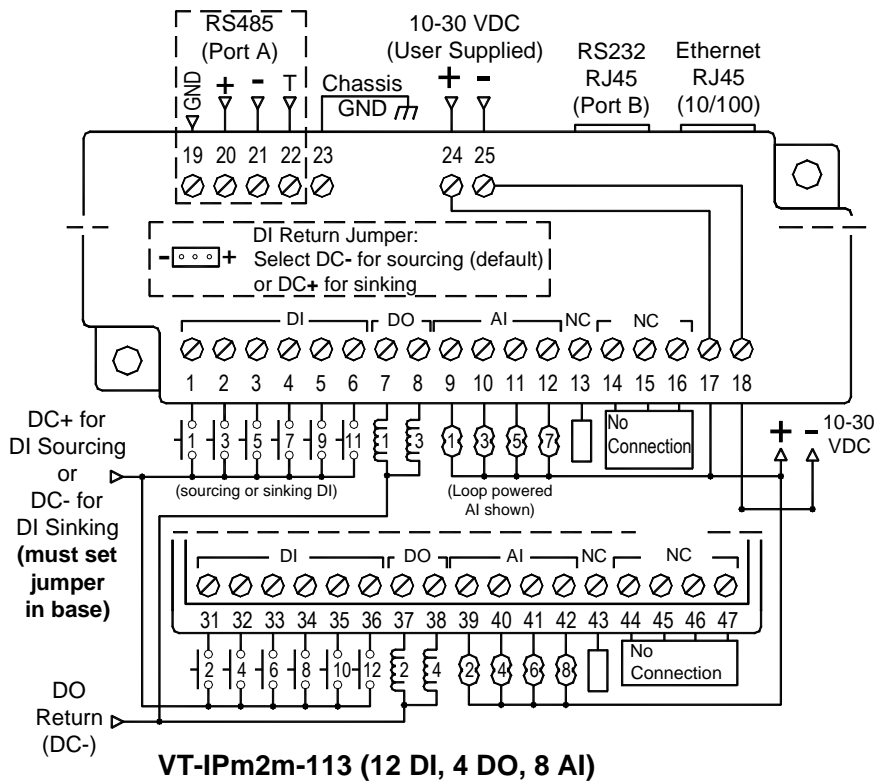 RS485
(Port A)
10-30 VDC
(User Supplied)
RS232
RJ45
(Port B)
Ethernet
RJ45
(10/100)
GND
+
-
T
Chassis
GND
+
-
19 20 21 22 23 24 25
DI Return Jumper:
- +
Select DC- for sourcing (default)
or DC+ for sinking
DI DO AI NC NC
1 2 3 4 5 6 7 8 9 10 11 12 13 14 15 16 17 18
DC+ for
DI Sourcing
or
DC- for
DI Sinking
(must set
jumper
in base)
1 3 5 7 9 11 1 3 1 3 5 7
No
Connection
+ -
10-30
VDC
(sourcing or sinking DI)
(Loop powered
AI shown)
DI DO AI NC NC
31 32 33 34 35 36 37 38 39 40 41 42 43 44 45 46 47
2 4 6 8 10 12 2 4 2 4 6 8
No
Connection
DO
Return
(DC-)
VT-IPm2m-113 (12 DI, 4 DO, 8 AI)